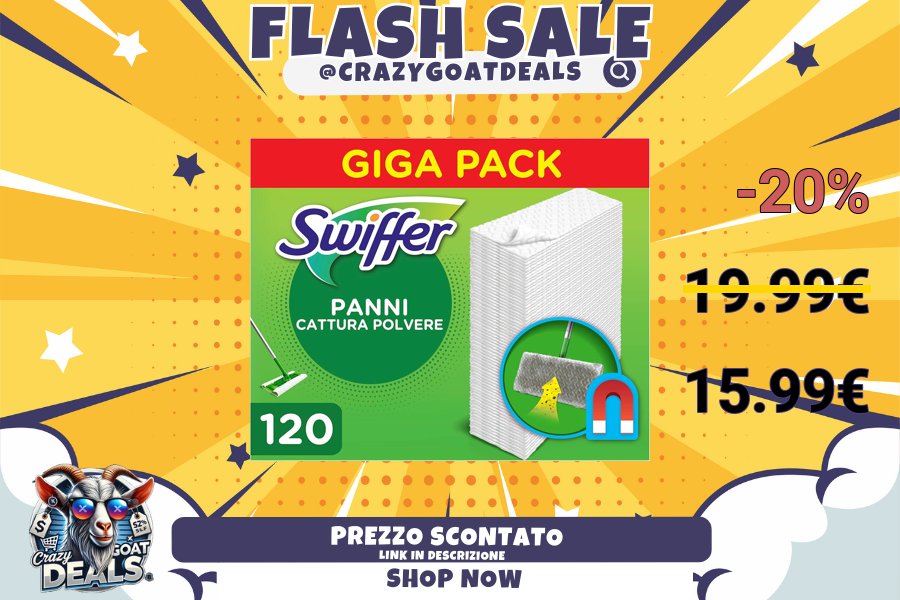 FLASH SALE
@CRAZYGOATDEALS
GIGA PACK
Swiffer
PANNI
CATTURA POLVERE
120
-20%
19.99€
15.99€
$
52%
Crazy
GOAT
DEALS
PREZZO SCONTATO
LINK IN DESCRIZIONE
SHOP NOW